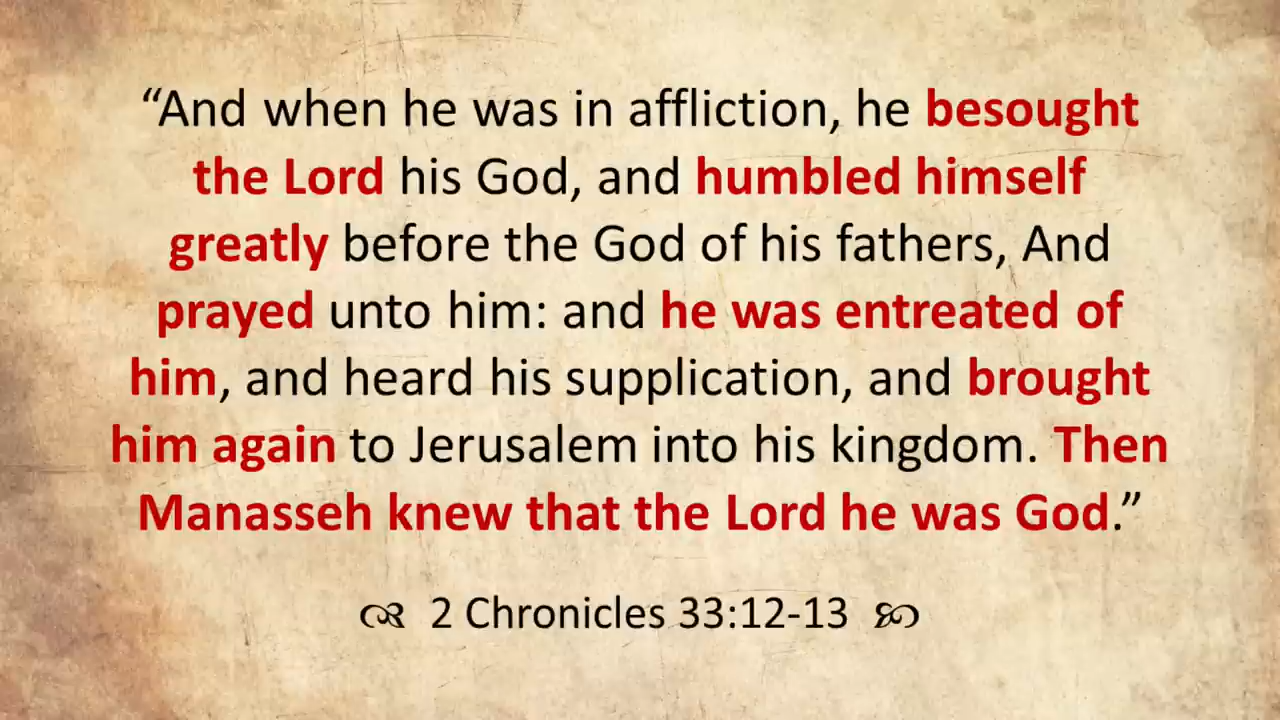 “And when he was in affliction, he besought
the Lord his God, and humbled himself
greatly before the God of his fathers, And
prayed unto him: and he was entreated of
him, and heard his supplication, and brought
him again to Jerusalem into his kingdom. Then
Manasseh knew that the Lord he was God.”
2 Chronicles 33:12-13